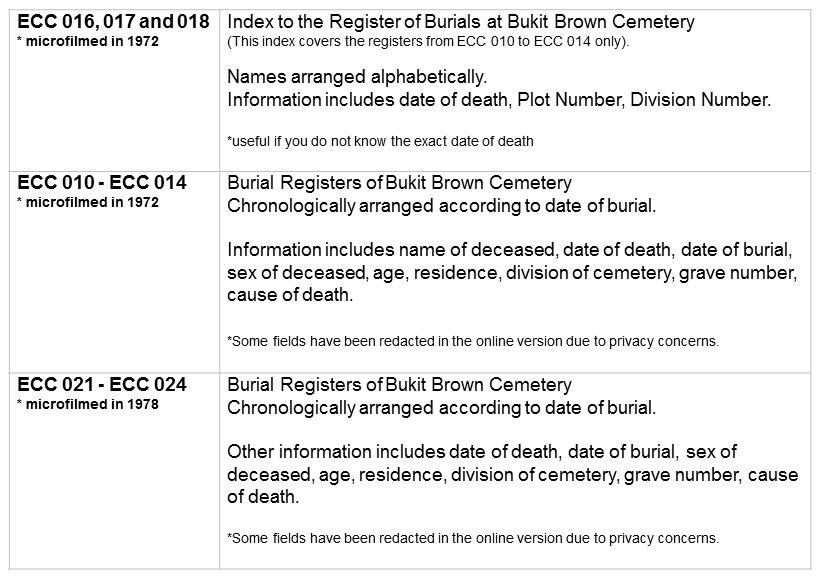 ECC 016, 017 and 018
* microfilmed in 1972
Index to the Register of Burials at Bukit Brown Cemetery
(This index covers the registers from ECC 010 to ECC 014 only).
Names arranged alphabetically.
Information includes date of death, Plot Number, Division Number.
*useful if you do not know the exact date of death
ECC 010 - ECC 014
* microfilmed in 1972
Burial Registers of Bukit Brown Cemetery
Chronologically arranged according to date of burial.
Information includes name of deceased, date of death, date of burial,
sex of deceased, age, residence, division of cemetery, grave number,
cause of death.
*Some fields have been redacted in the online version due to privacy concerns.
ECC 021 - ECC 024
* microfilmed in 1978
Burial Registers of Bukit Brown Cemetery
Chronologically arranged according to date of burial.
Other information includes date of death, date of burial, sex of
deceased, age, residence, division of cemetery, grave number, cause
of death.
*Some fields have been redacted in the online version due to privacy concerns.